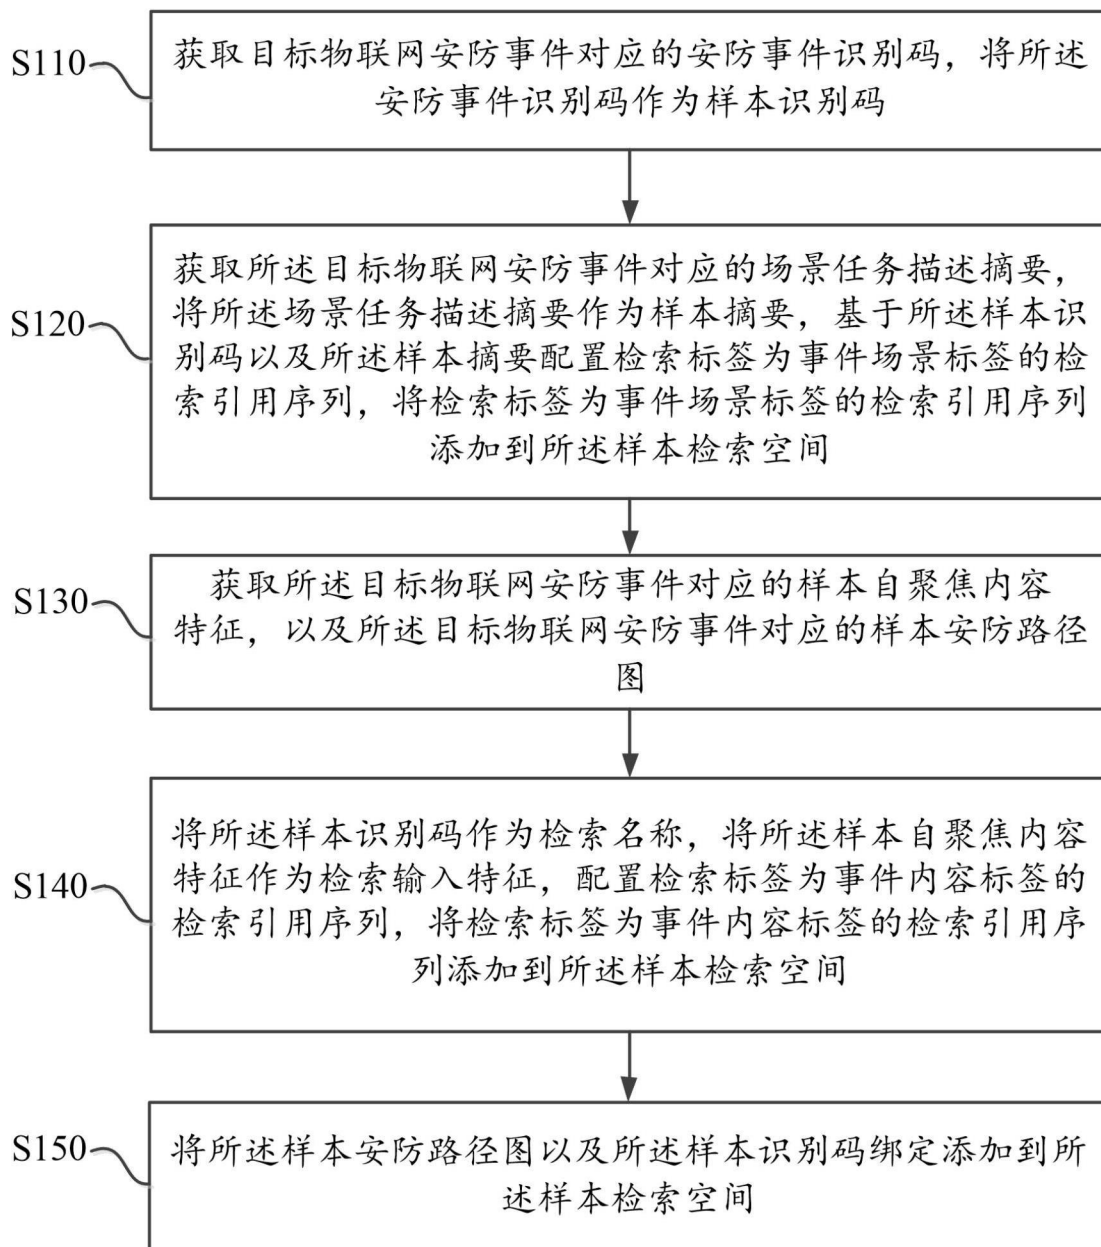 S110
获取目标物联网安防事件对应的安防事件识别码，将所述
安防事件识别码作为样本识别码
S120
获取所述目标物联网安防事件对应的场景任务描述摘要，
将所述场景任务描述摘要作为样本摘要，基于所述样本识
别码以及所述样本摘要配置检索标签为事件场景标签的检
索引用序列，将检索标签为事件场景标签的检索引用序列
添加到所述样本检索空间
S130
获取所述目标物联网安防事件对应的样本自聚焦内容
特征，以及所述目标物联网安防事件对应的样本安防路径
图
S140
将所述样本识别码作为检索名称，将所述样本自聚焦内容
特征作为检索输入特征，配置检索标签为事件内容标签的
检索引用序列，将检索标签为事件内容标签的检索引用序
列添加到所述样本检索空间
S150
将所述样本安防路径图以及所述样本识别码绑定添加到所
述样本检索空间